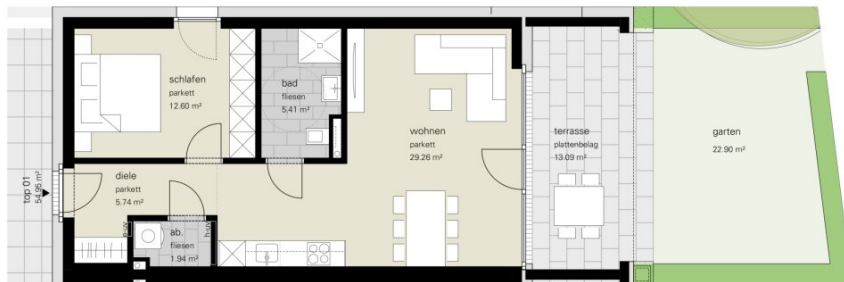 schlafen
parkett
12.60 m²
bad
fliesen
5.41 m²
wohnen
parkett
29.26 m²
terrasse
plattenbelag
13.09 m²
garten
22.90 m²
top 01
54.95 m²
diele
parkett
5.74 m²
ab.
fliesen
1.94 m²